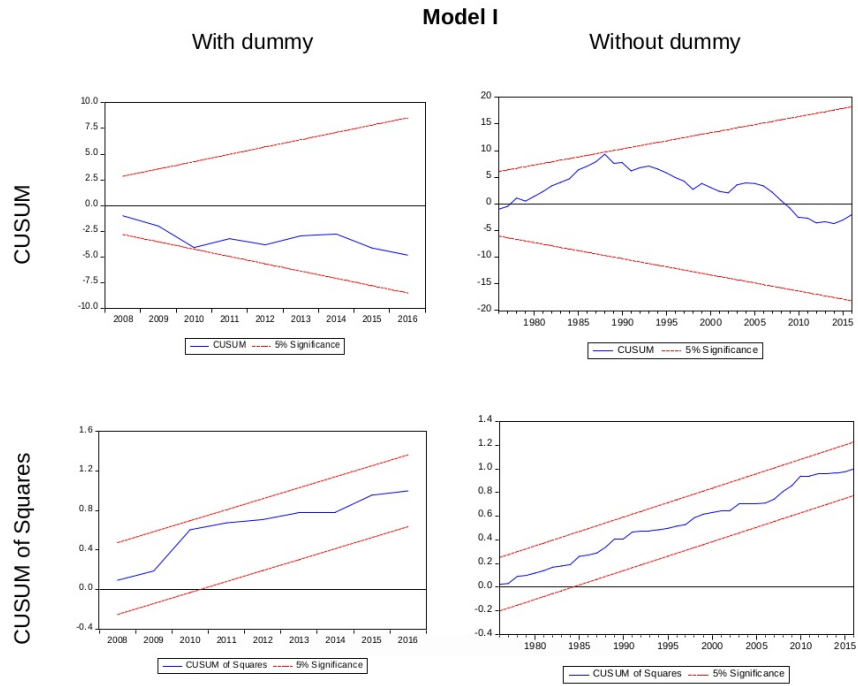 Model I
With dummy
Without dummy
CUSUM
10.0
7.5
5.0
2.5
0.0
-2.5
-5.0
-7.5
-10.0
2008 2009 2010 2011 2012 2013 2014 2015 2016
CUSUM 5% Significance
20
15
10
5
0
-5
-10
-15
-20
1980 1985 1990 1995 2000 2005 2010 2015
CUSUM 5% Significance
CUSUM of Squares
1.6
1.2
0.8
0.4
0.0
-0.4
2008 2009 2010 2011 2012 2013 2014 2015 2016
CUSUM of Squares 5% Significance
1.4
1.2
1.0
0.8
0.6
0.4
0.2
0.0
-0.2
-0.4
1980 1985 1990 1995 2000 2005 2010 2015
CUSUM of Squares 5% Significance